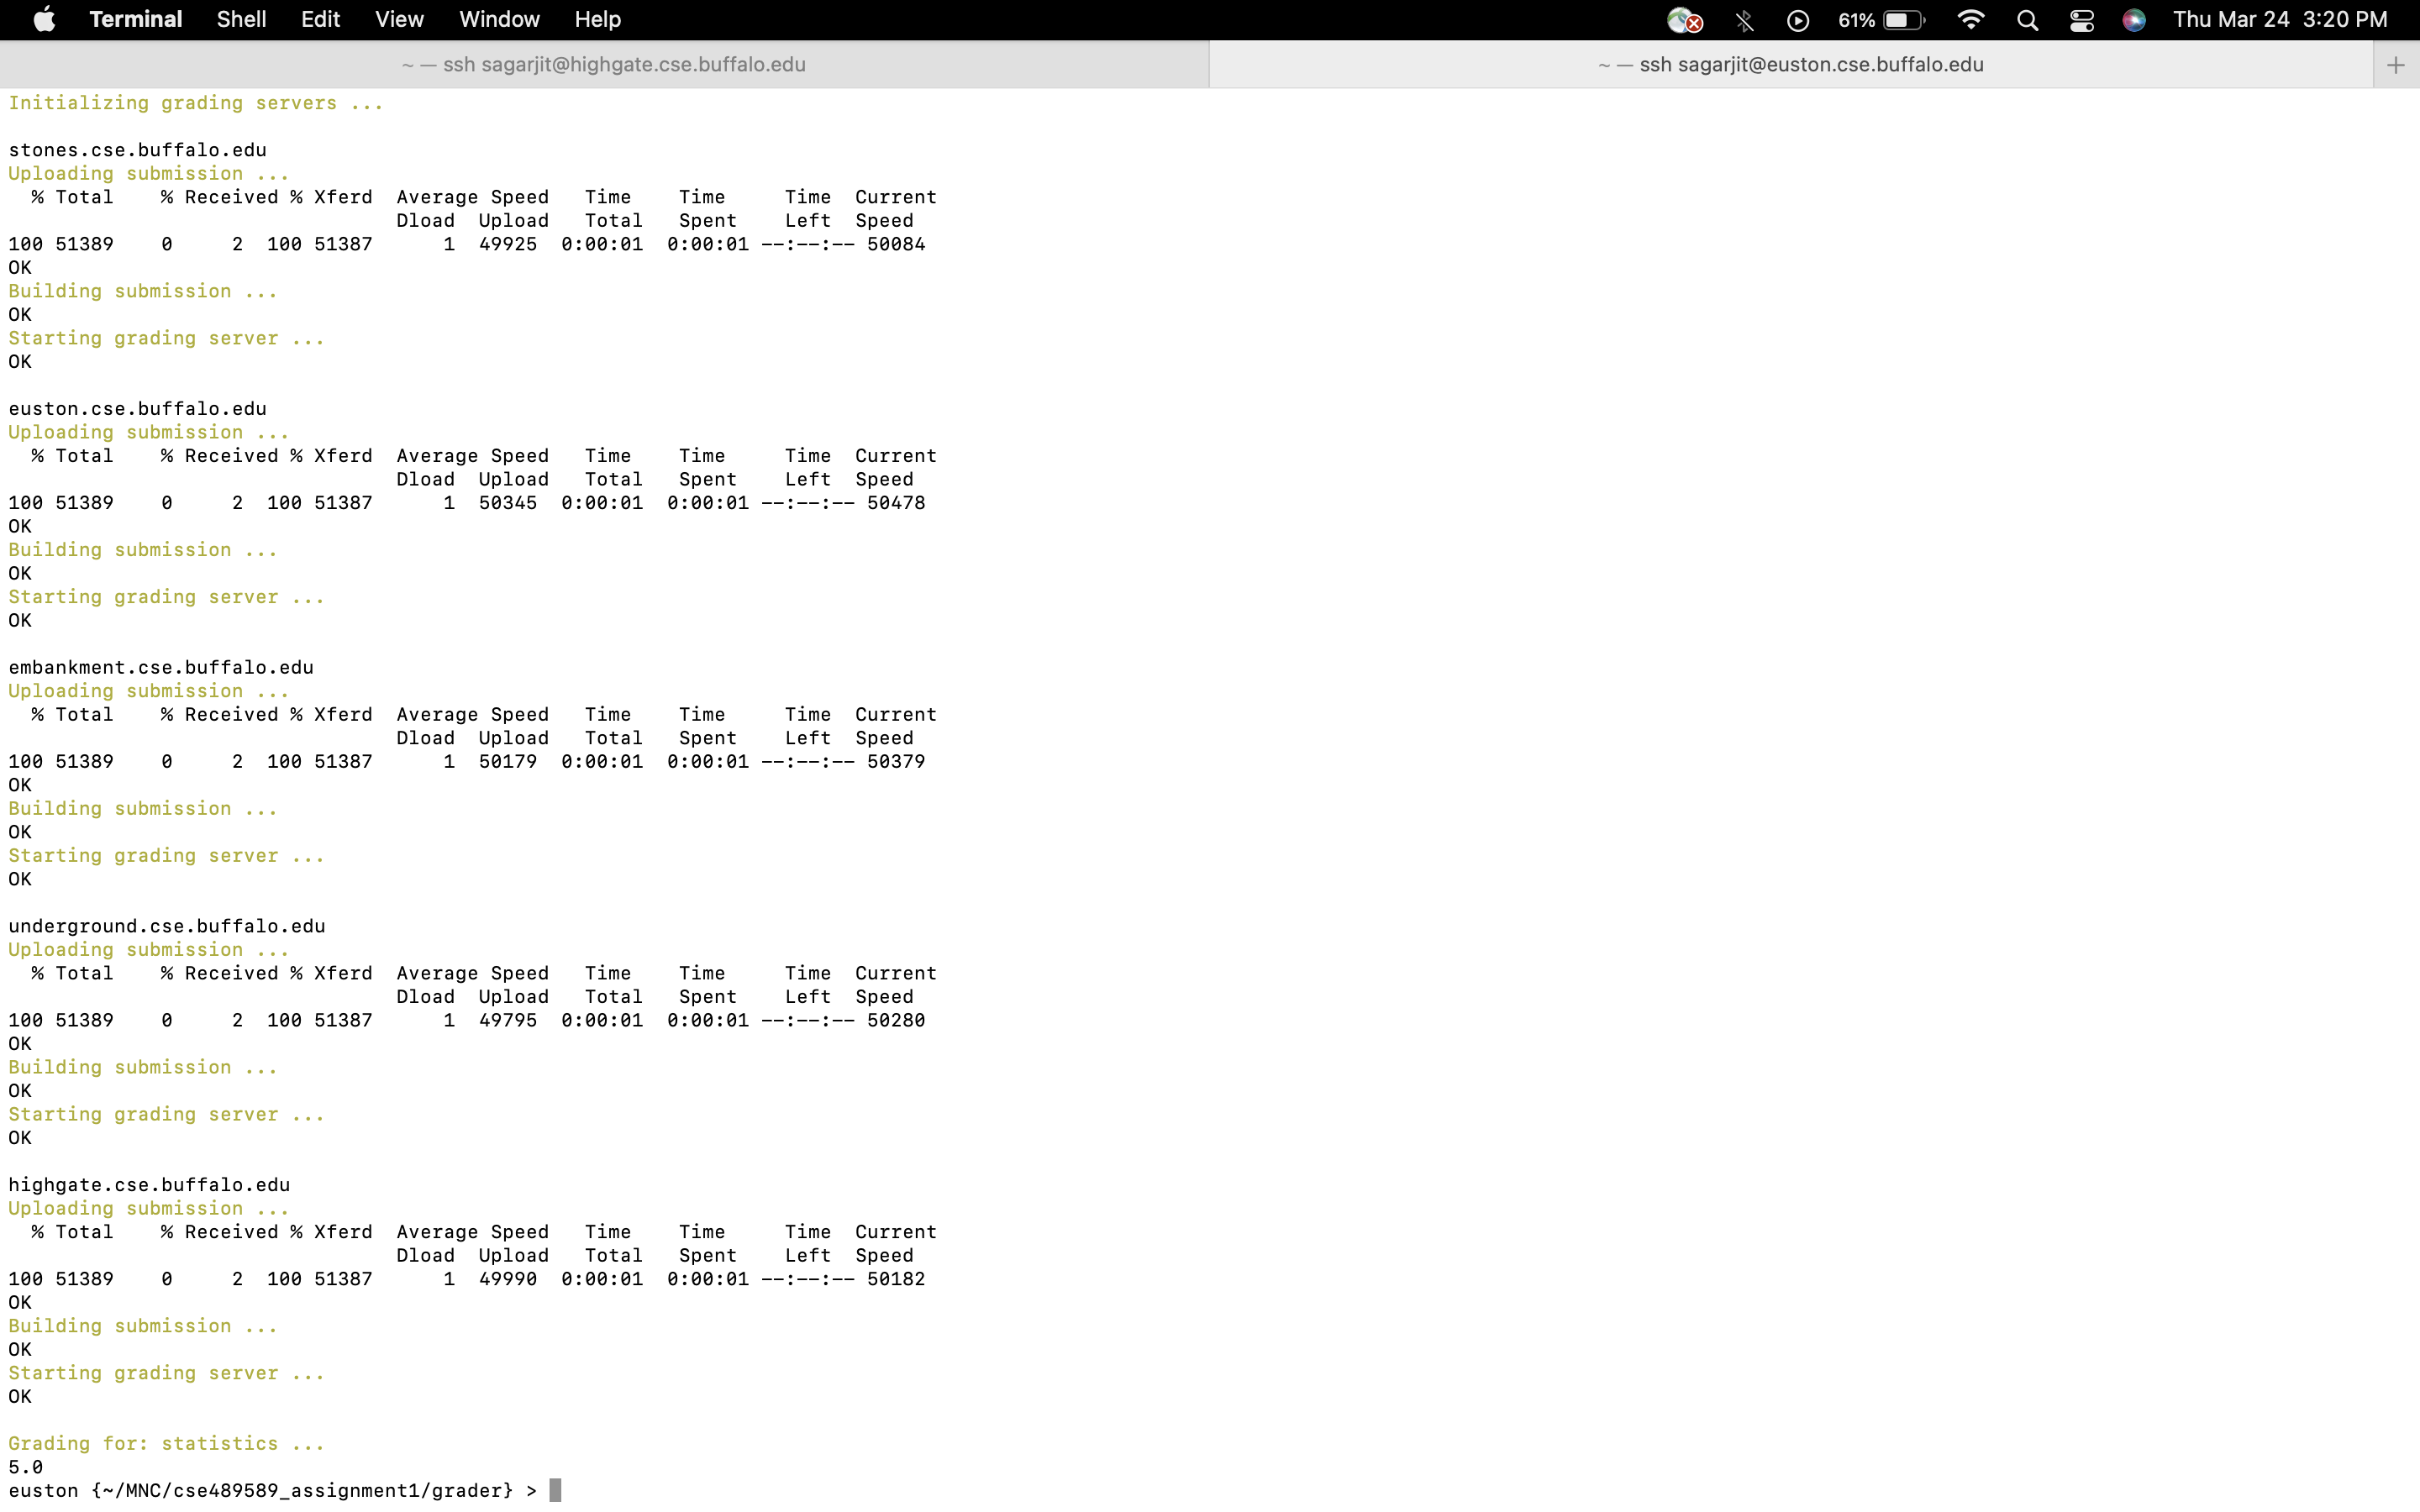 Terminal Shell Edit View Window Help 61% Thu Mar 24 3:20 PM
~ — ssh sagarjit@highgate.cse.buffalo.edu ~ — ssh sagarjit@euston.cse.buffalo.edu +
Initializing grading servers ...
stones.cse.buffalo.edu
Uploading submission ...
% Total % Received % Xferd Average Speed Time Time Time Current
Dload Upload Total Spent Left Speed
100 51389 0 2 100 51387 1 49925 0:00:01 0:00:01 --:--:-- 50084
OK
Building submission ...
OK
Starting grading server ...
OK
euston.cse.buffalo.edu
Uploading submission ...
% Total % Received % Xferd Average Speed Time Time Time Current
Dload Upload Total Spent Left Speed
100 51389 0 2 100 51387 1 50345 0:00:01 0:00:01 --:--:-- 50478
OK
Building submission ...
OK
Starting grading server ...
OK
embankment.cse.buffalo.edu
Uploading submission ...
% Total % Received % Xferd Average Speed Time Time Time Current
Dload Upload Total Spent Left Speed
100 51389 0 2 100 51387 1 50179 0:00:01 0:00:01 --:--:-- 50379
OK
Building submission ...
OK
Starting grading server ...
OK
underground.cse.buffalo.edu
Uploading submission ...
% Total % Received % Xferd Average Speed Time Time Time Current
Dload Upload Total Spent Left Speed
100 51389 0 2 100 51387 1 49795 0:00:01 0:00:01 --:--:-- 50280
OK
Building submission ...
OK
Starting grading server ...
OK
highgate.cse.buffalo.edu
Uploading submission ...
% Total % Received % Xferd Average Speed Time Time Time Current
Dload Upload Total Spent Left Speed
100 51389 0 2 100 51387 1 49990 0:00:01 0:00:01 --:--:-- 50182
OK
Building submission ...
OK
Starting grading server ...
OK
Grading for: statistics ...
5.0
euston {~/MNC/cse489589_assignment1/grader} >